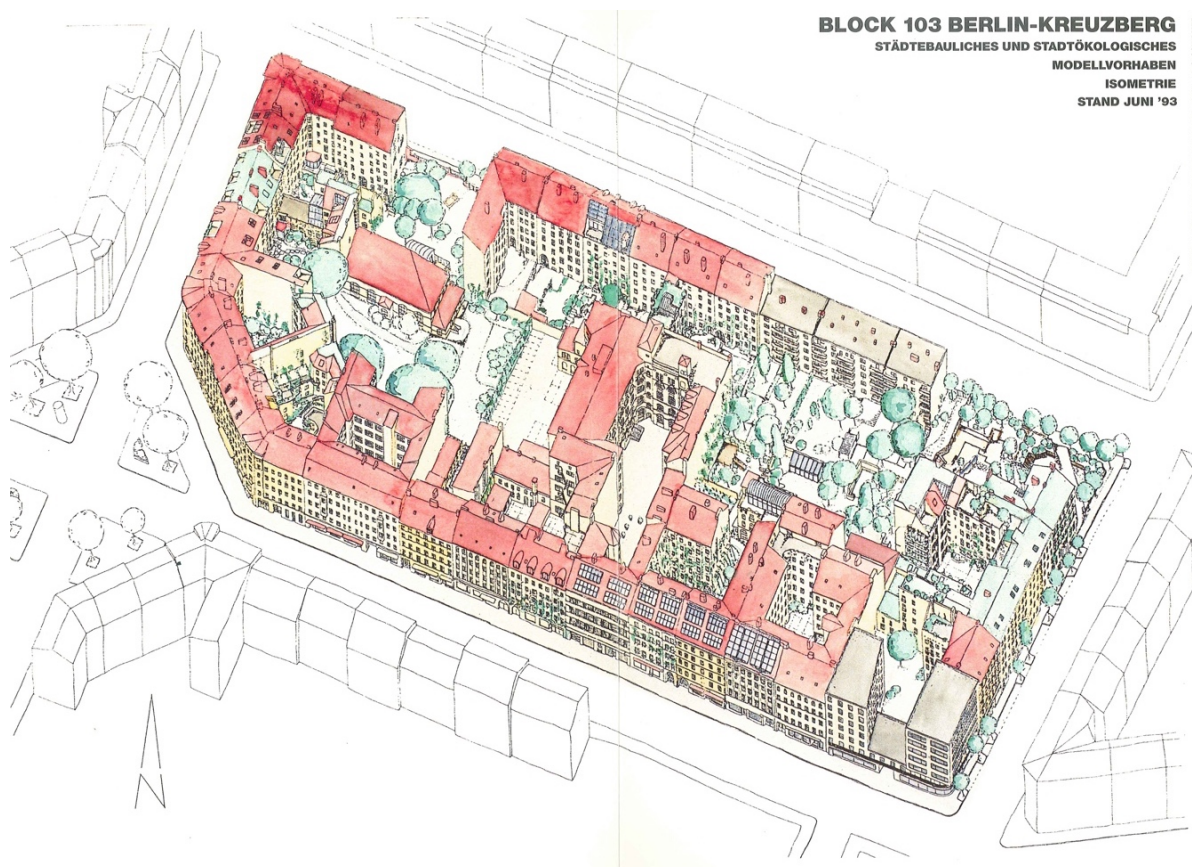 BLOCK 103 BERLIN-KREUZBERG
STÄDTEBAULICHES UND STADTÖKOLOGISCHES
MODELLVORHABEN
ISOMETRIE
STAND JUNI '93
N